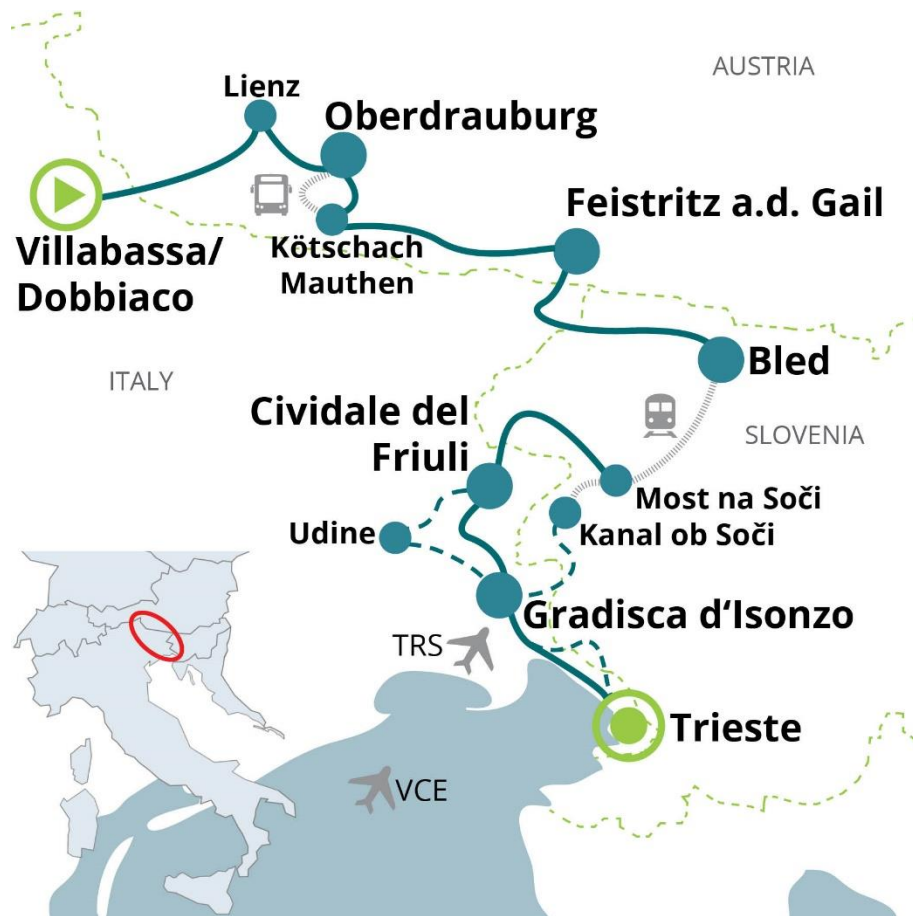 AUSTRIA
Lienz
Oberdrauburg
Feistritz a.d. Gail
Villabassa/
Dobbiaco
Kötschach
Mauthen
ITALY
Bled
Cividale del
Friuli
SLOVENIA
Most na Soči
Udine
Kanal ob Soči
Gradisca d‘Isonzo
TRS
Trieste
VCE